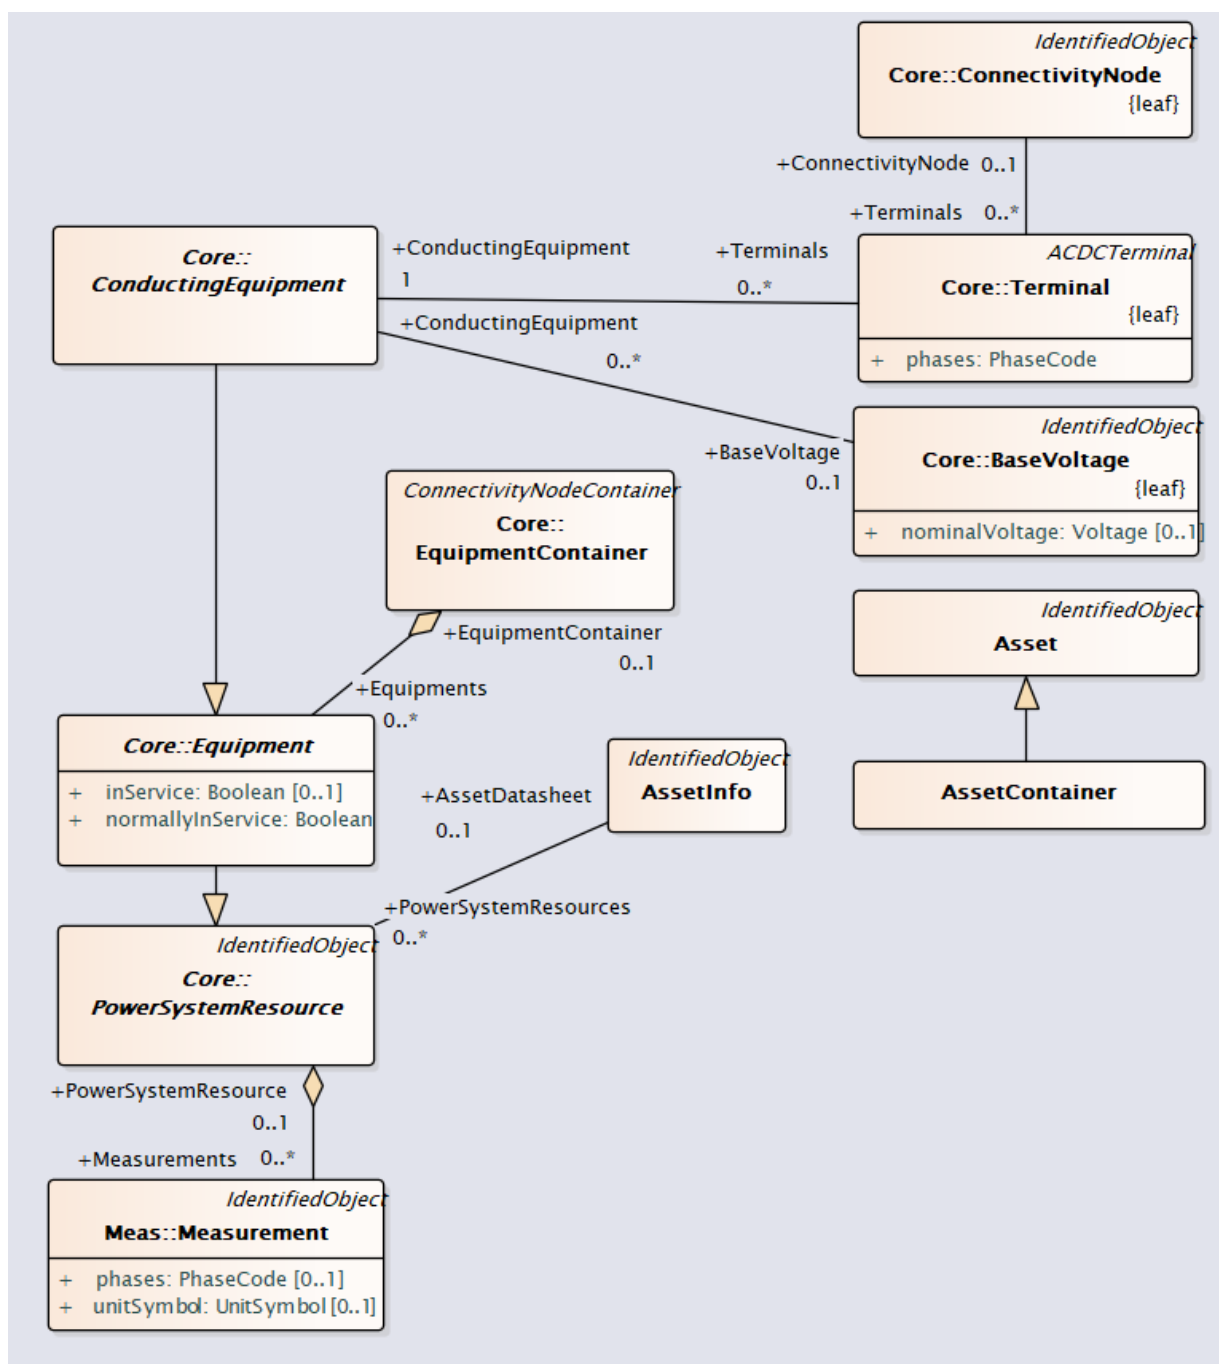 IdentifiedObject
Core::ConnectivityNode
{leaf}
+ConnectivityNode 0..1
+Terminals 0..*
Core::
ConductingEquipment
+ConductingEquipment
1
+Terminals
0..*
ACDCTerminal
Core::Terminal
{leaf}
+ phases: PhaseCode
+ConductingEquipment
0..*
+BaseVoltage
0..1
IdentifiedObject
Core::BaseVoltage
{leaf}
+ nominalVoltage: Voltage [0..1]
ConnectivityNodeContainer
Core::
EquipmentContainer
+EquipmentContainer
0..1
+Equipments
0..*
IdentifiedObject
Asset
AssetContainer
Core::Equipment
+ inService: Boolean [0..1]
+ normallyInService: Boolean
IdentifiedObject
AssetInfo
+AssetDatasheet
0..1
+PowerSystemResources
0..*
IdentifiedObject
Core::
PowerSystemResource
+PowerSystemResource
0..1
+Measurements 0..*
IdentifiedObject
Meas::Measurement
+ phases: PhaseCode [0..1]
+ unitSymbol: UnitSymbol [0..1]